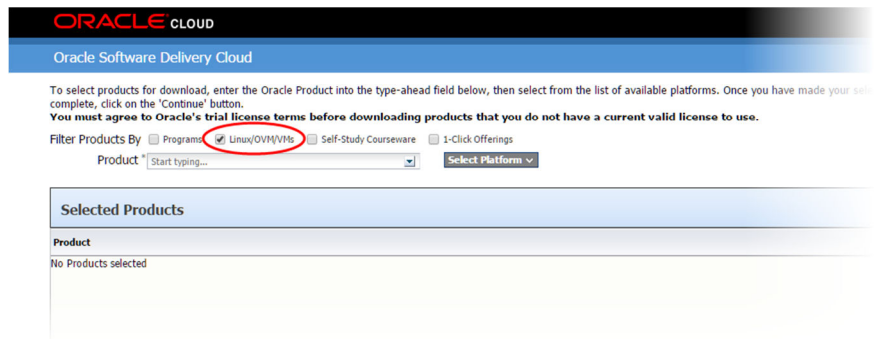 ORACLE CLOUD
Oracle Software Delivery Cloud
To select products for download, enter the Oracle Product into the type-ahead field below, then select from the list of available platforms. Once you have made your
complete, click on the 'Continue' button.
You must agree to Oracle's trial license terms before downloading products that you do not have a current valid license to use.
Filter Products By Programs Linux/OVM/VMs Self-Study Courseware 1-Click Offerings
Product * Start typing... Select Platform
Selected Products
Product
No Products selected